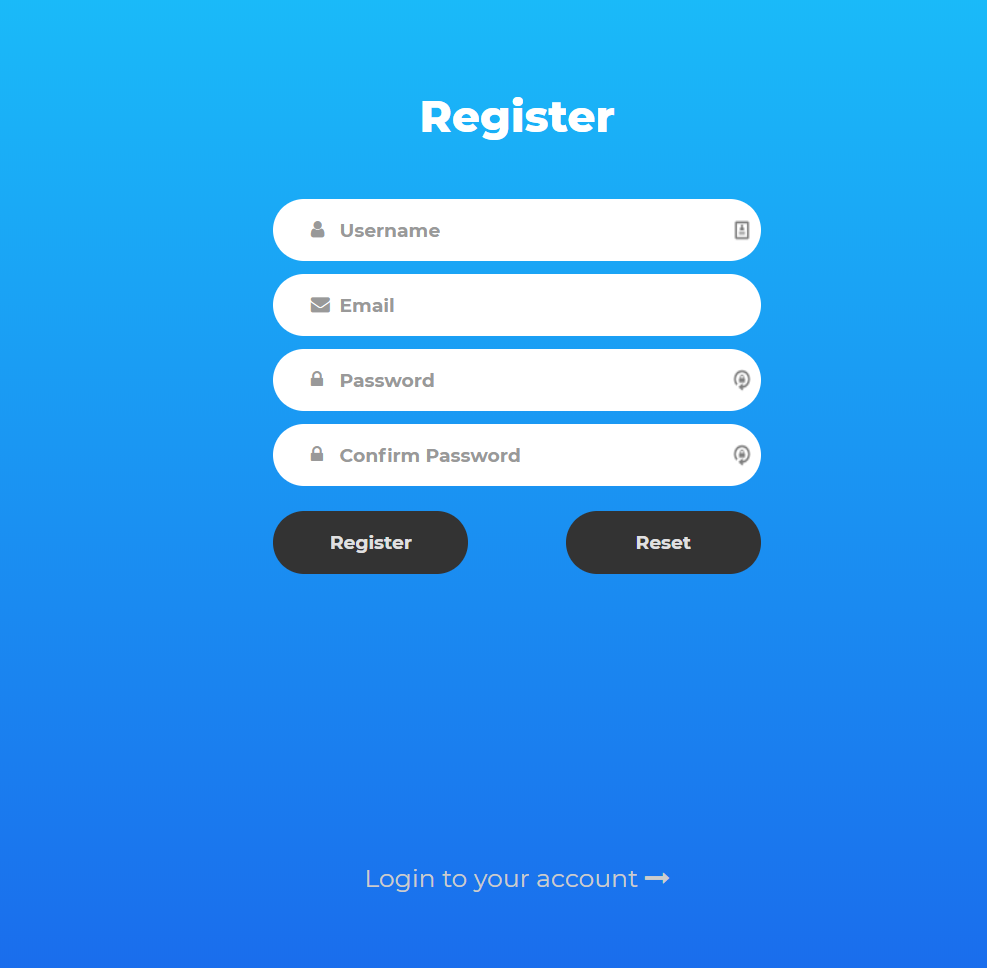 Register
Username
Email
Password
Confirm Password
Register Reset
Login to your account